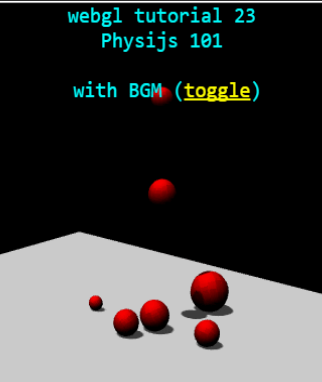 webgl tutorial 23
Physijs 101
with BGM (toggle)